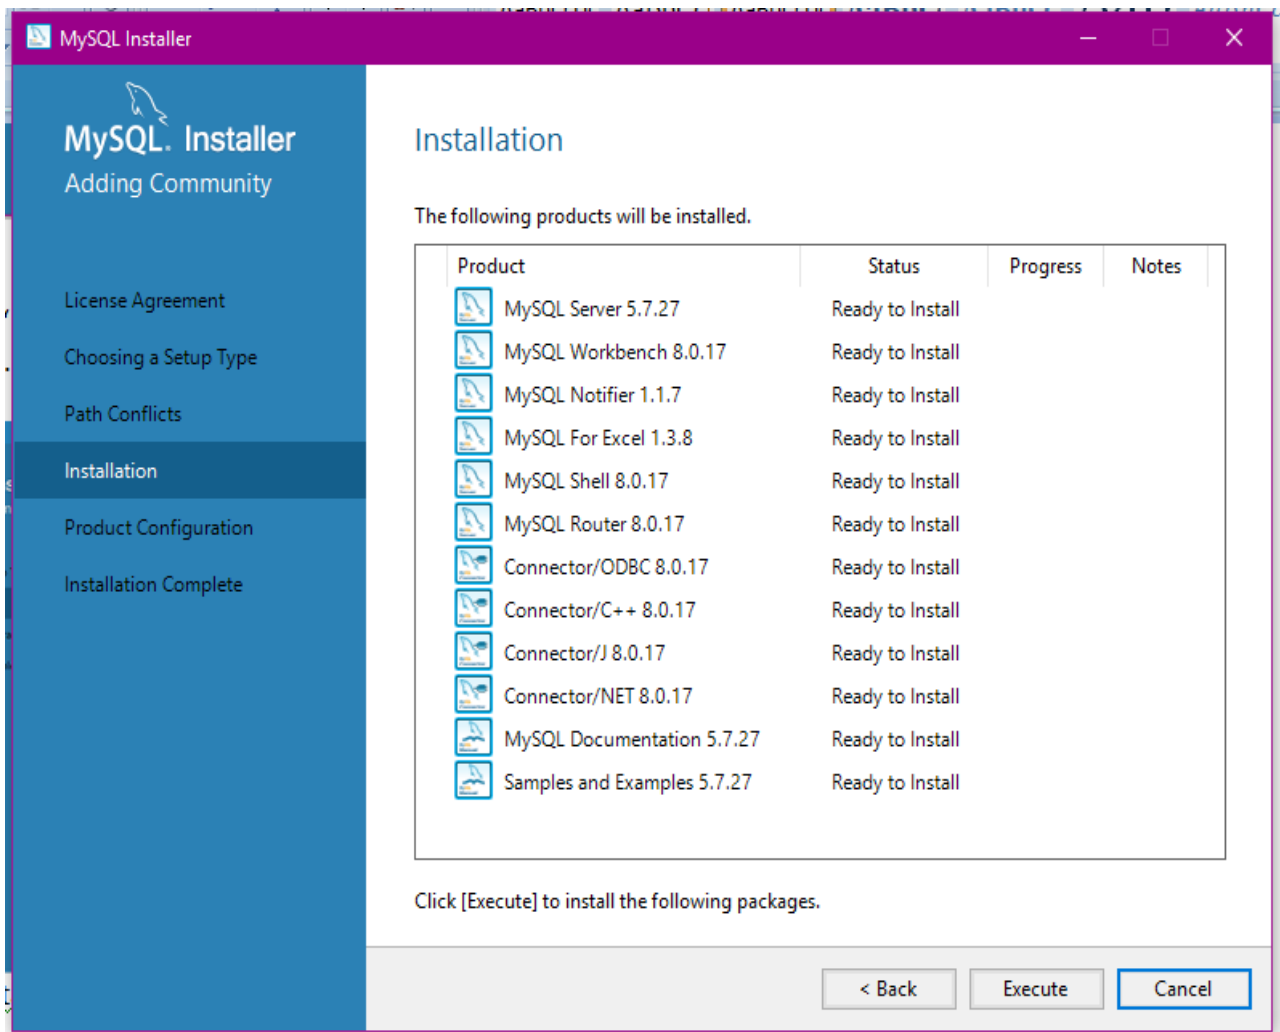 MySQL Installer
MySQL. Installer
Adding Community
License Agreement
Choosing a Setup Type
Path Conflicts
Installation
Product Configuration
Installation Complete
Installation
The following products will be installed.
Product Status Progress Notes
MySQL Server 5.7.27 Ready to Install
MySQL Workbench 8.0.17 Ready to Install
MySQL Notifier 1.1.7 Ready to Install
MySQL For Excel 1.3.8 Ready to Install
MySQL Shell 8.0.17 Ready to Install
MySQL Router 8.0.17 Ready to Install
Connector/ODBC 8.0.17 Ready to Install
Connector/C++ 8.0.17 Ready to Install
Connector/J 8.0.17 Ready to Install
Connector/NET 8.0.17 Ready to Install
MySQL Documentation 5.7.27 Ready to Install
Samples and Examples 5.7.27 Ready to Install
Click [Execute] to install the following packages.
< Back Execute Cancel